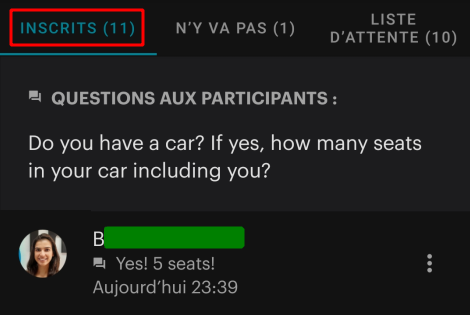 INSCRITS (11)
N'Y VA PAS (1)
LISTE
D'ATTENTE (10)
QUESTIONS AUX PARTICIPANTS :
Do you have a car? If yes, how many seats
in your car including you?
B
Yes! 5 seats!
Aujourd'hui 23:39